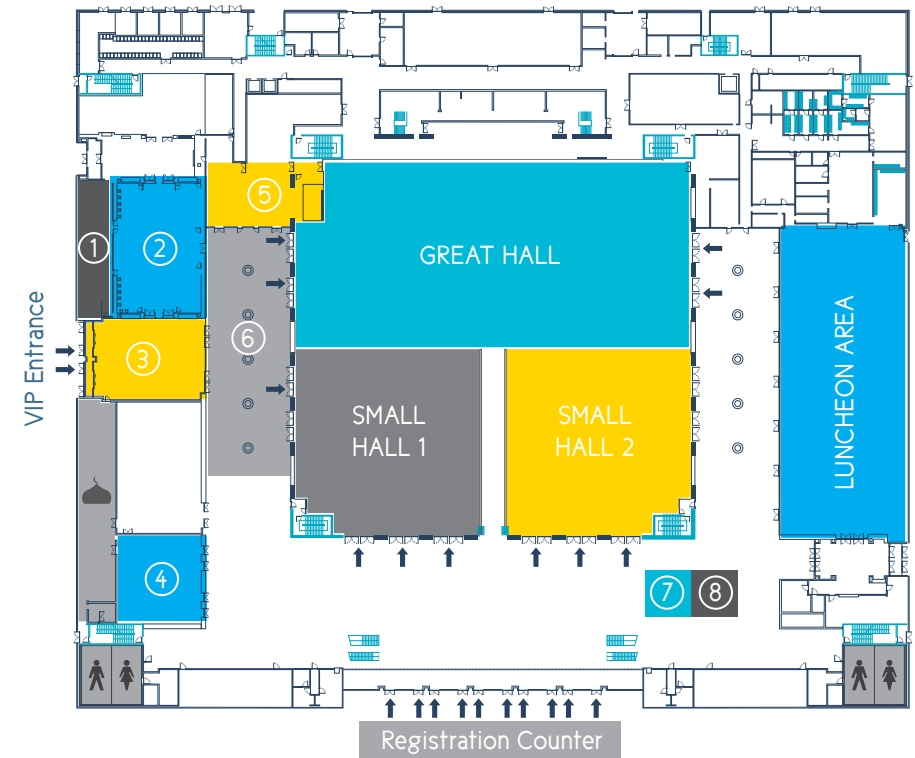 5
1
2
GREAT HALL
VIP Entrance
3
6
SMALL
HALL 1
SMALL
HALL 2
LUNCHEON AREA
4
7
8
Registration Counter